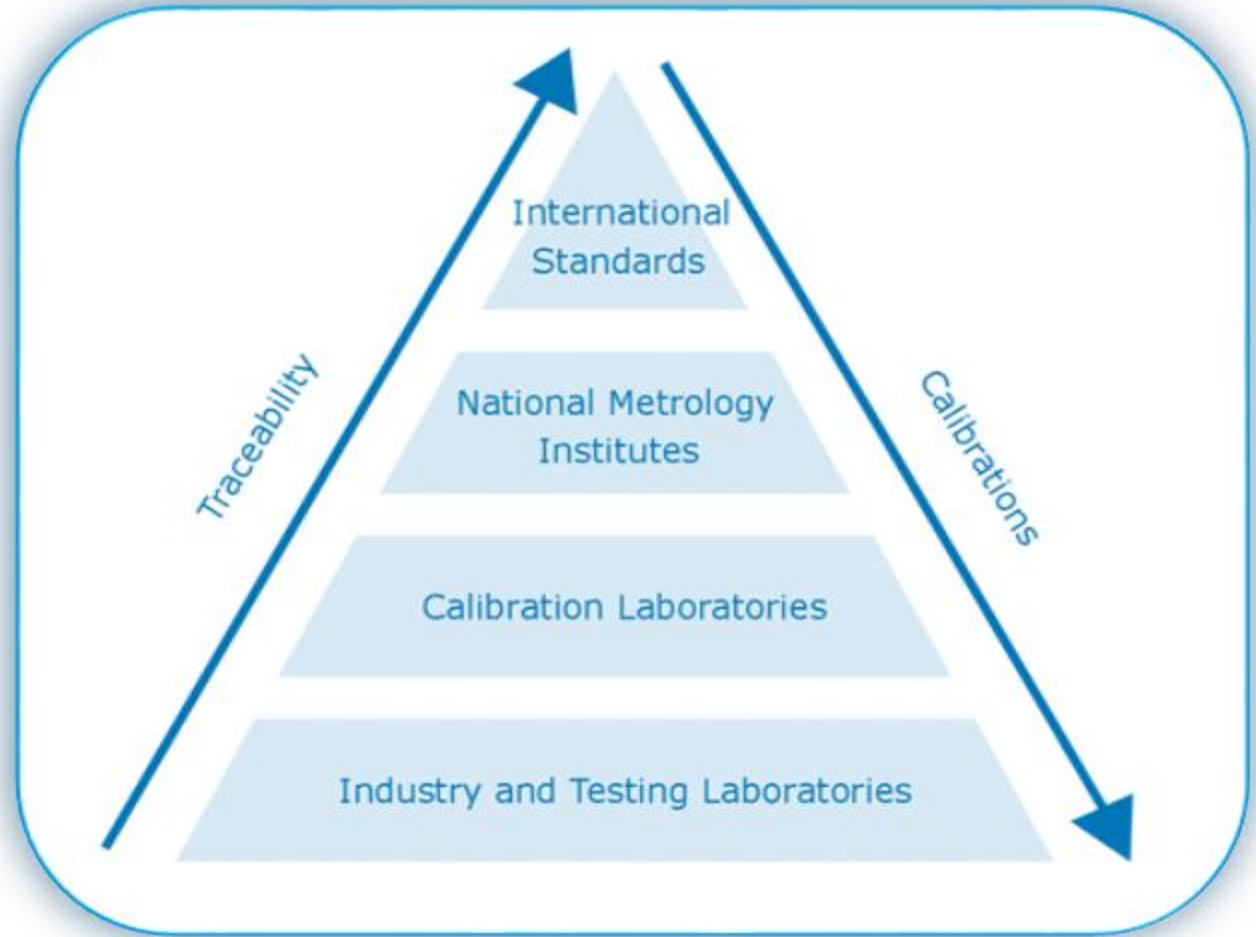 International
Standards
National Metrology
Institutes
Traceability
Calibrations
Calibration Laboratories
Industry and Testing Laboratories